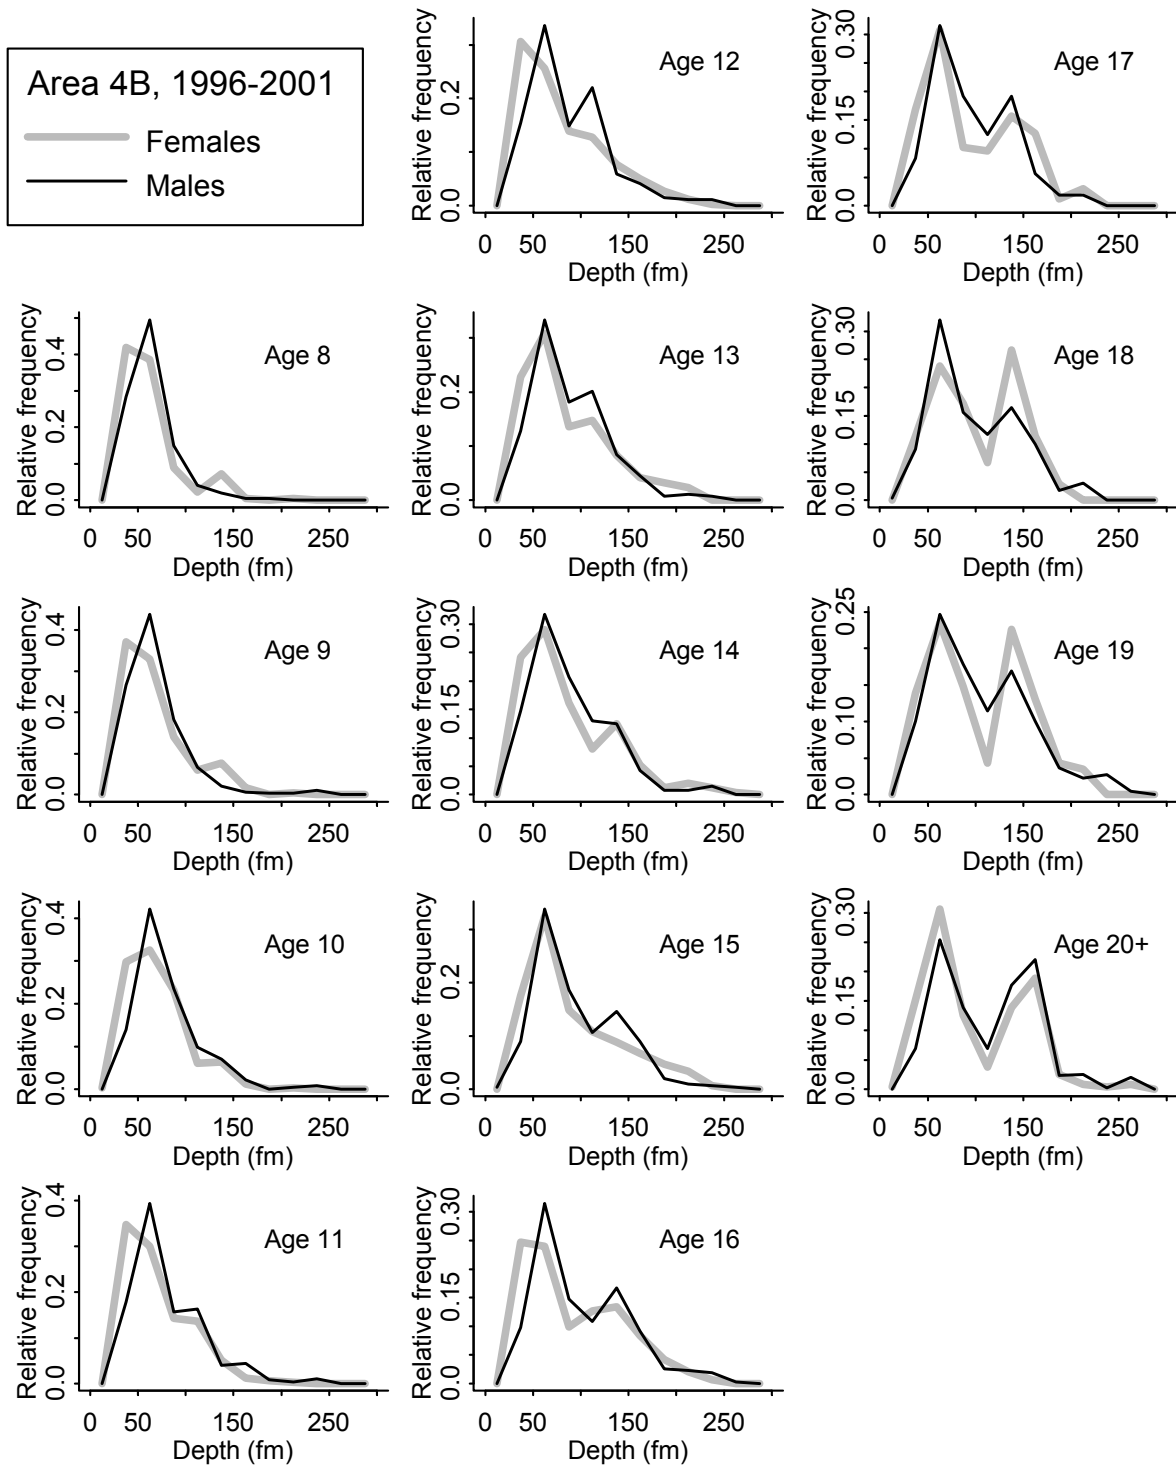 Area 4B, 1996-2001
Females
Males
Relative frequency
0.0 0.2
Age 12
0 50 150 250
Depth (fm)
Relative frequency
0.0 0.15 0.30
Age 17
0 50 150 250
Depth (fm)
Relative frequency
0.0 0.2 0.4
Age 8
0 50 150 250
Depth (fm)
Relative frequency
0.0 0.2
Age 13
0 50 150 250
Depth (fm)
Relative frequency
0.0 0.15 0.30
Age 18
0 50 150 250
Depth (fm)
Relative frequency
0.0 0.2 0.4
Age 9
0 50 150 250
Depth (fm)
Relative frequency
0.0 0.15 0.30
Age 14
0 50 150 250
Depth (fm)
Relative frequency
0.0 0.10 0.25
Age 19
0 50 150 250
Depth (fm)
Relative frequency
0.0 0.2 0.4
Age 10
0 50 150 250
Depth (fm)
Relative frequency
0.0 0.2
Age 15
0 50 150 250
Depth (fm)
Relative frequency
0.0 0.15 0.30
Age 20+
0 50 150 250
Depth (fm)
Relative frequency
0.0 0.2 0.4
Age 11
0 50 150 250
Depth (fm)
Relative frequency
0.0 0.15 0.30
Age 16
0 50 150 250
Depth (fm)